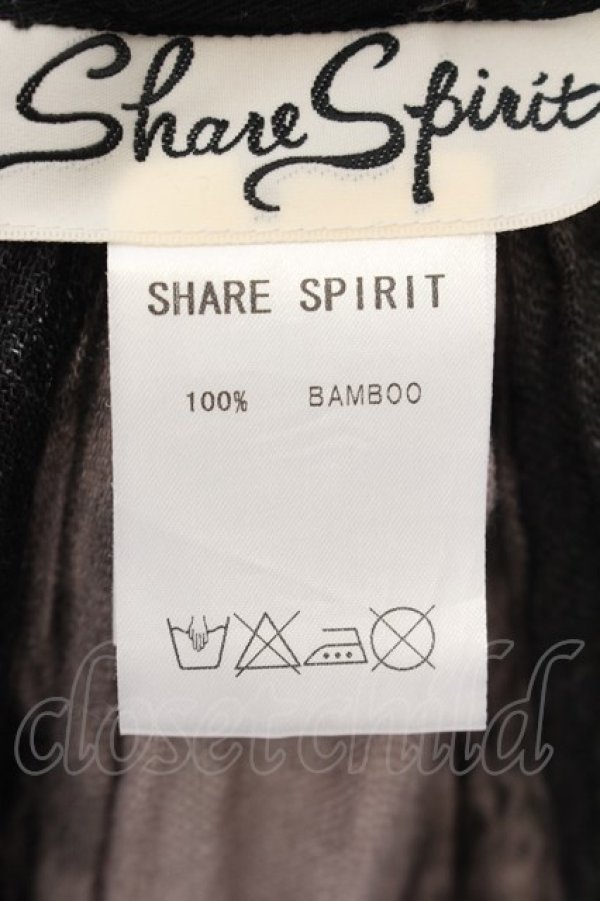 Share Spirit
SHARE SPIRIT
100% BAMBOO
closetchild